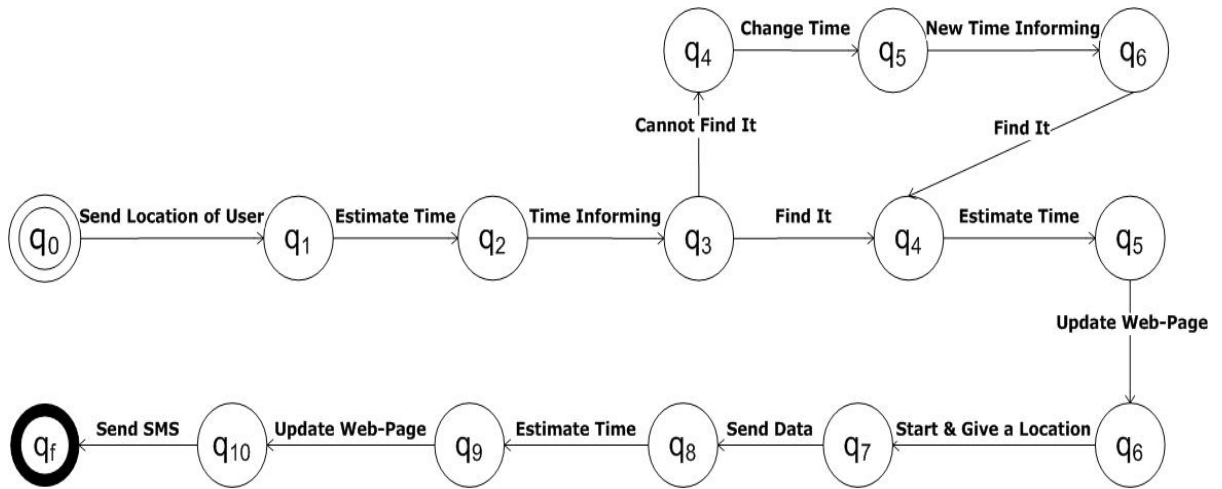 Change Time
New Time Informing
q4
q5
q6
Cannot Find It
Find It
Send Location of User
Estimate Time
Time Informing
Find It
Estimate Time
q0
q1
q2
q3
q4
q5
Update Web-Page
Send SMS
Update Web-Page
Estimate Time
Send Data
Start & Give a Location
qf
q10
q9
q8
q7
q6